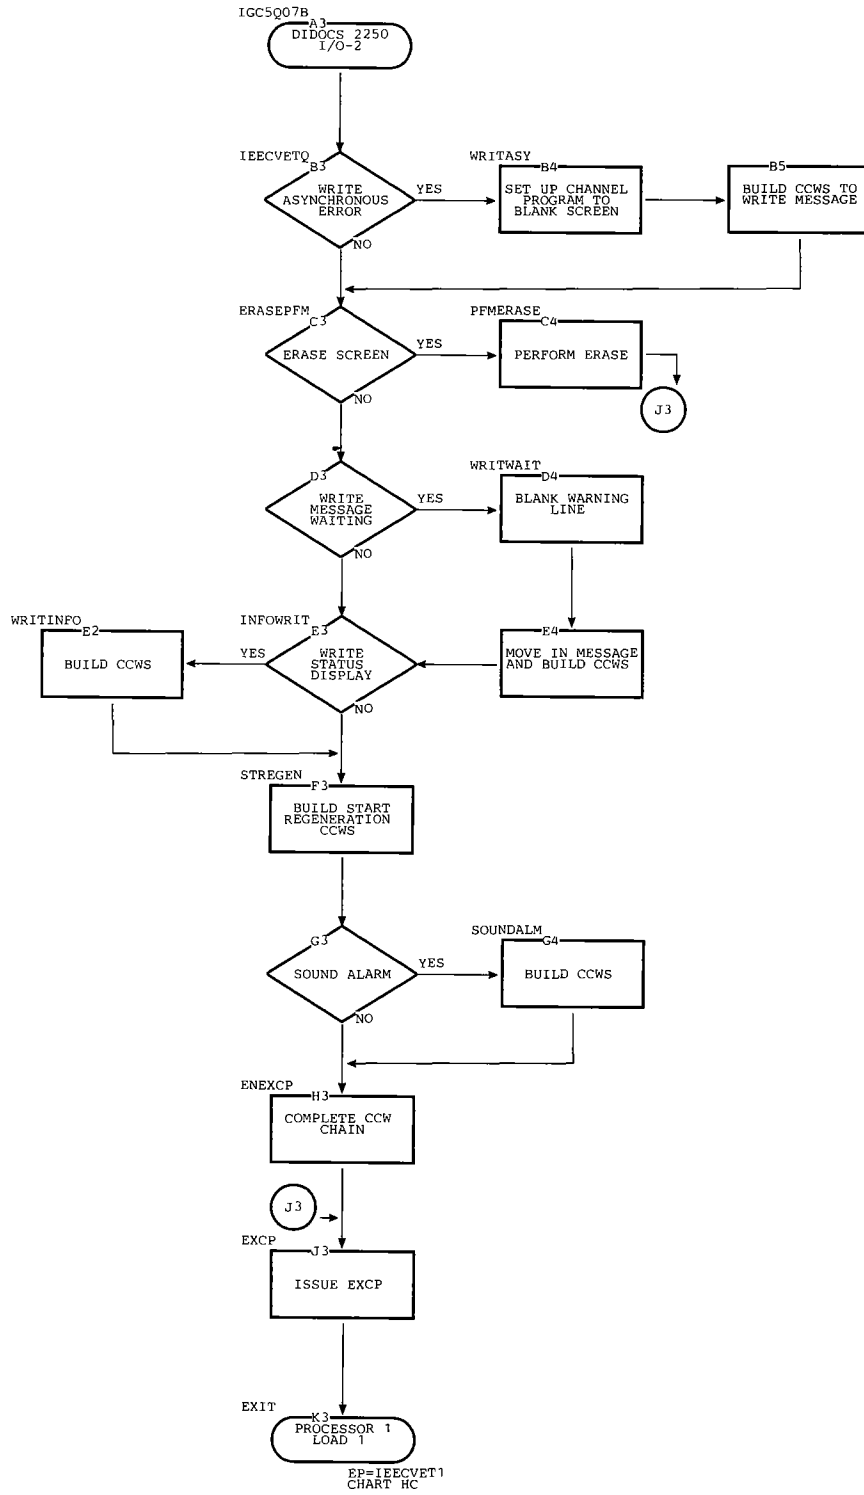 IGC5Q07B
A3
DIDOCS 2250
I/O-2
IEECVETQ
B3
WRITE
ASYNCHRONOUS
ERROR
YES
NO
WRITASY
B4
SET UP CHANNEL
PROGRAM TO
BLANK SCREEN
B5
BUILD CCWS TO
WRITE MESSAGE
ERASEPFM
C3
ERASE SCREEN
YES
NO
PFMERASE
C4
PERFORM ERASE
J3
D3
WRITE
MESSAGE
WAITING
YES
NO
WRITWAIT
D4
BLANK WARNING
LINE
WRITINFO
E2
BUILD CCWS
INFOWRIT
E3
WRITE
STATUS
DISPLAY
YES
NO
E4
MOVE IN MESSAGE
AND BUILD CCWS
STREGEN
F3
BUILD START
REGENERATION
CCWS
G3
SOUND ALARM
YES
NO
SOUNDALM
G4
BUILD CCWS
ENEXCP
H3
COMPLETE CCW
CHAIN
J3
EXCP
J3
ISSUE EXCP
EXIT
K3
PROCESSOR 1
LOAD 1
EP=IEECVET1
CHART HC